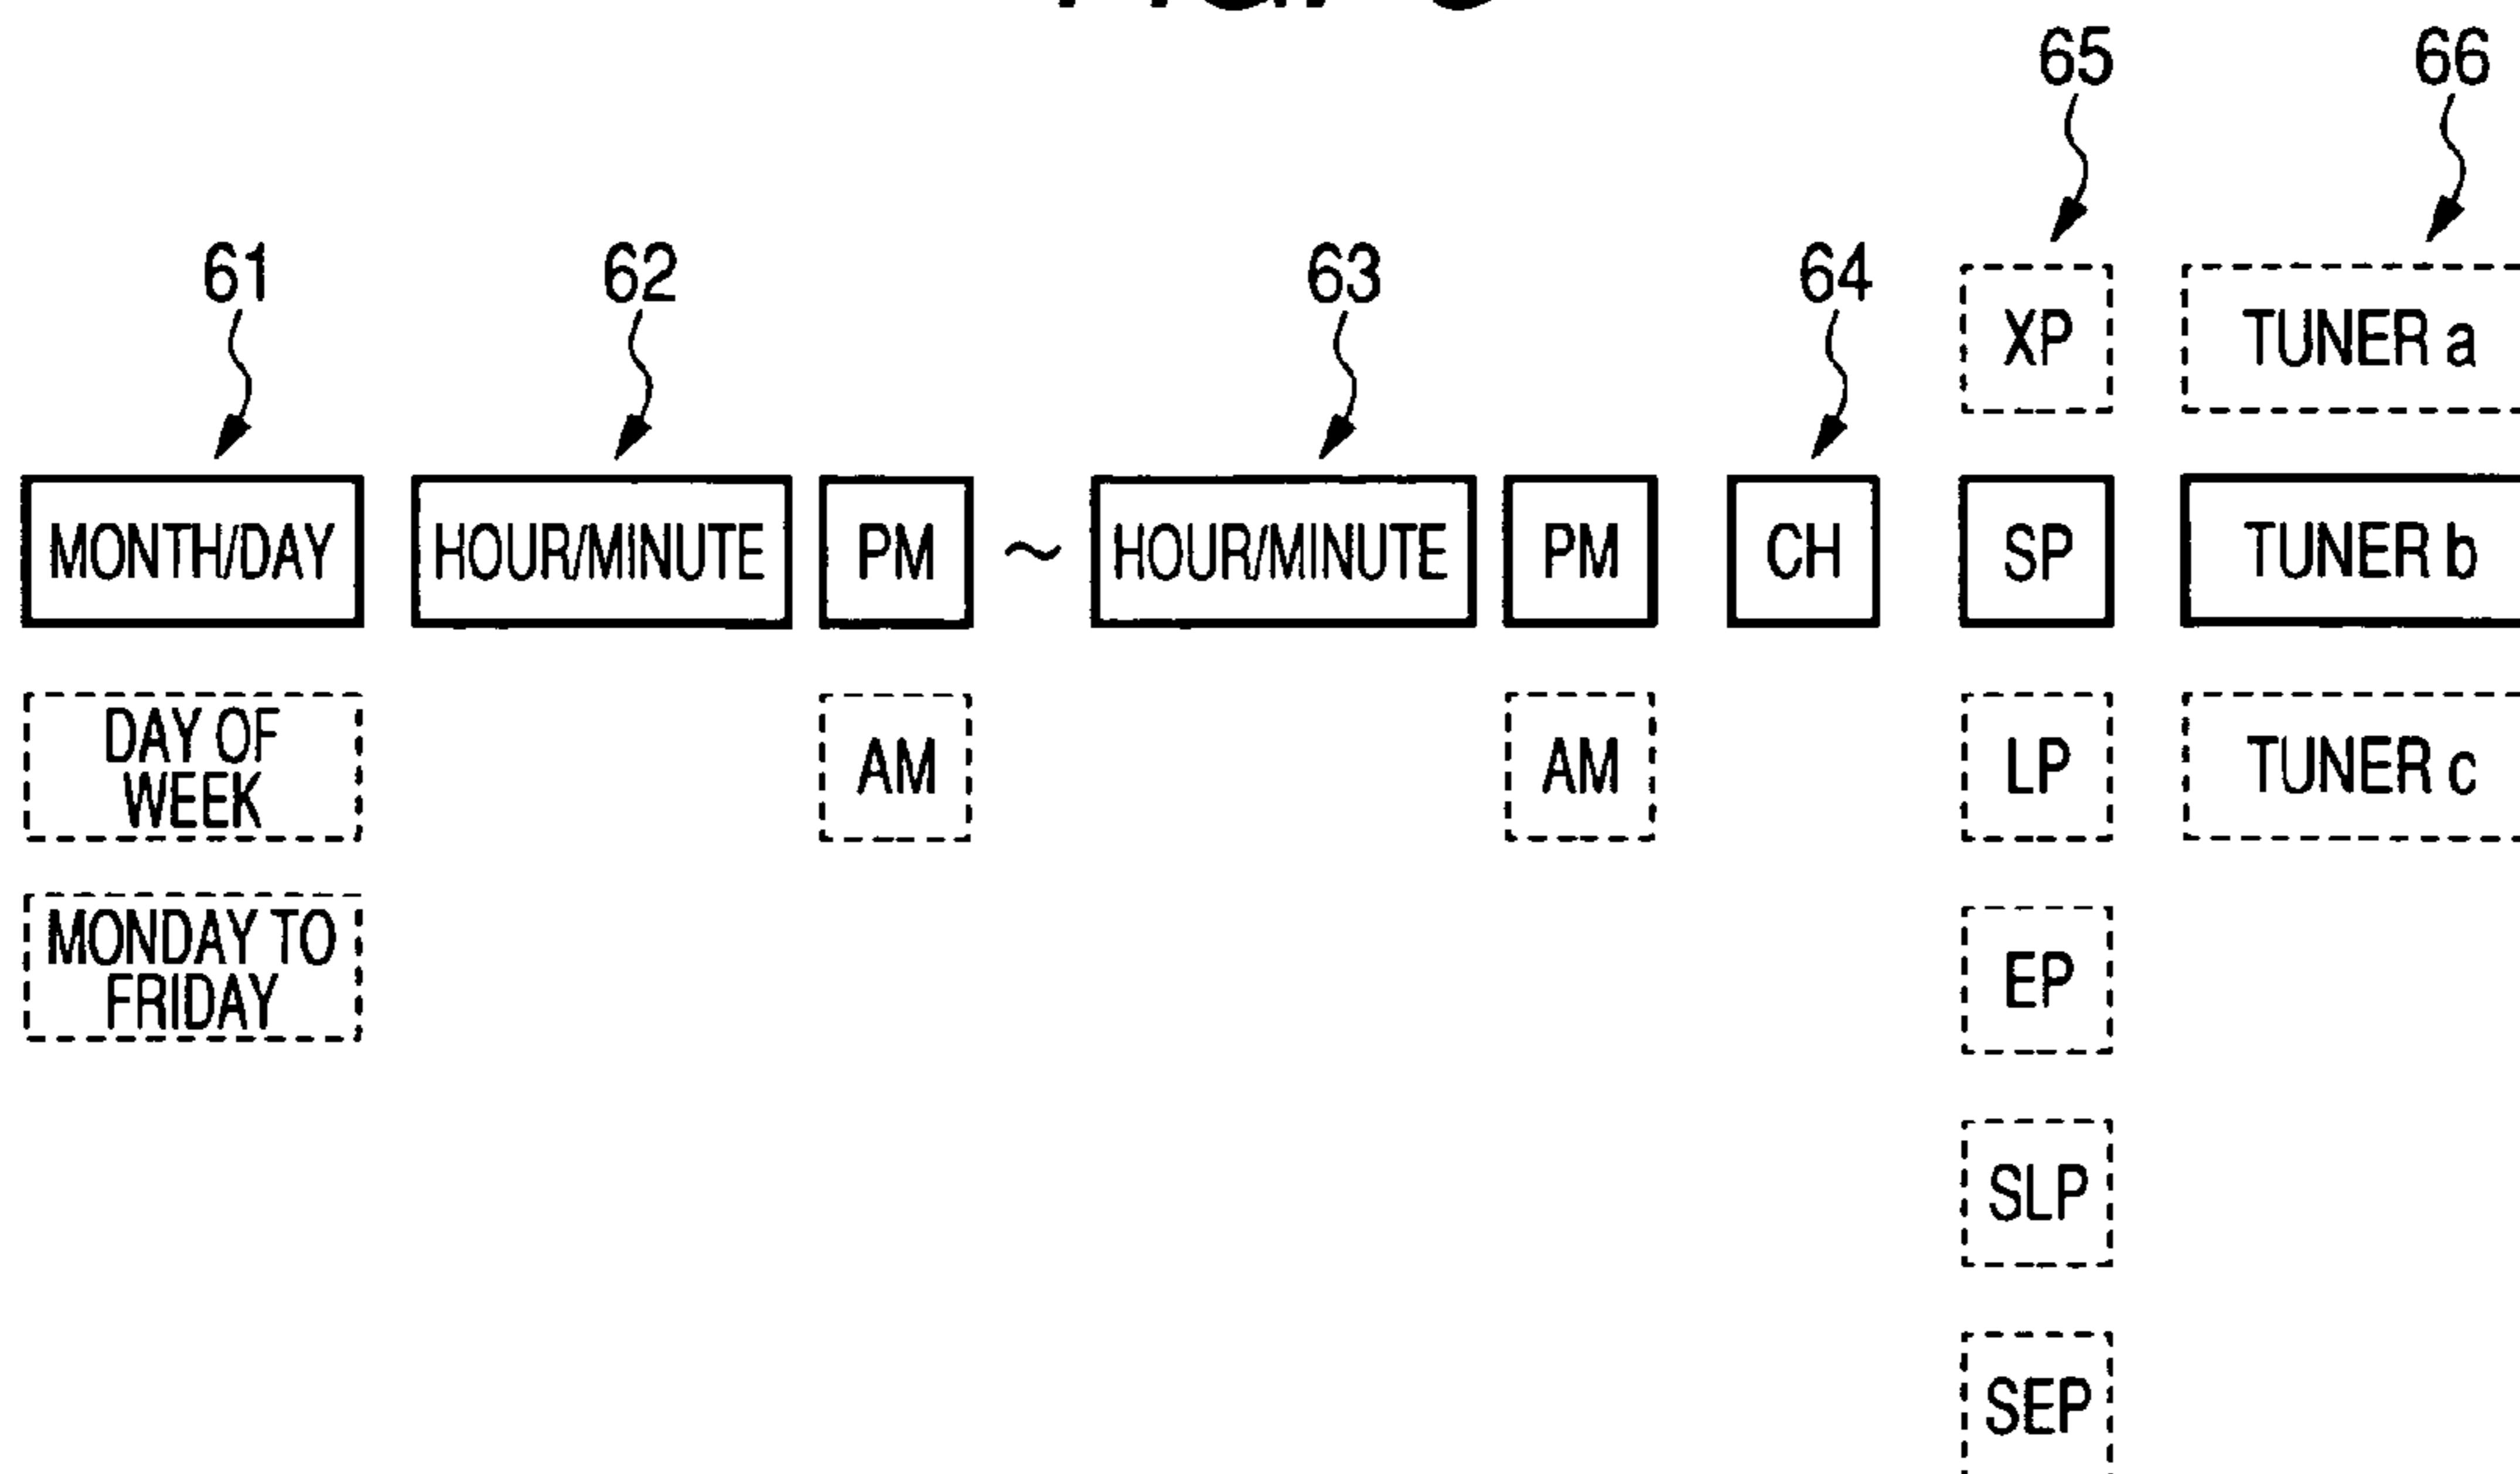 65 66
61 62 63 64
XP TUNER a
MONTH/DAY HOUR/MINUTE PM ~ HOUR/MINUTE PM CH SP TUNER b
DAY OF
WEEK
AM AM LP TUNER c
MONDAY TO
FRIDAY
EP
SLP
SEP